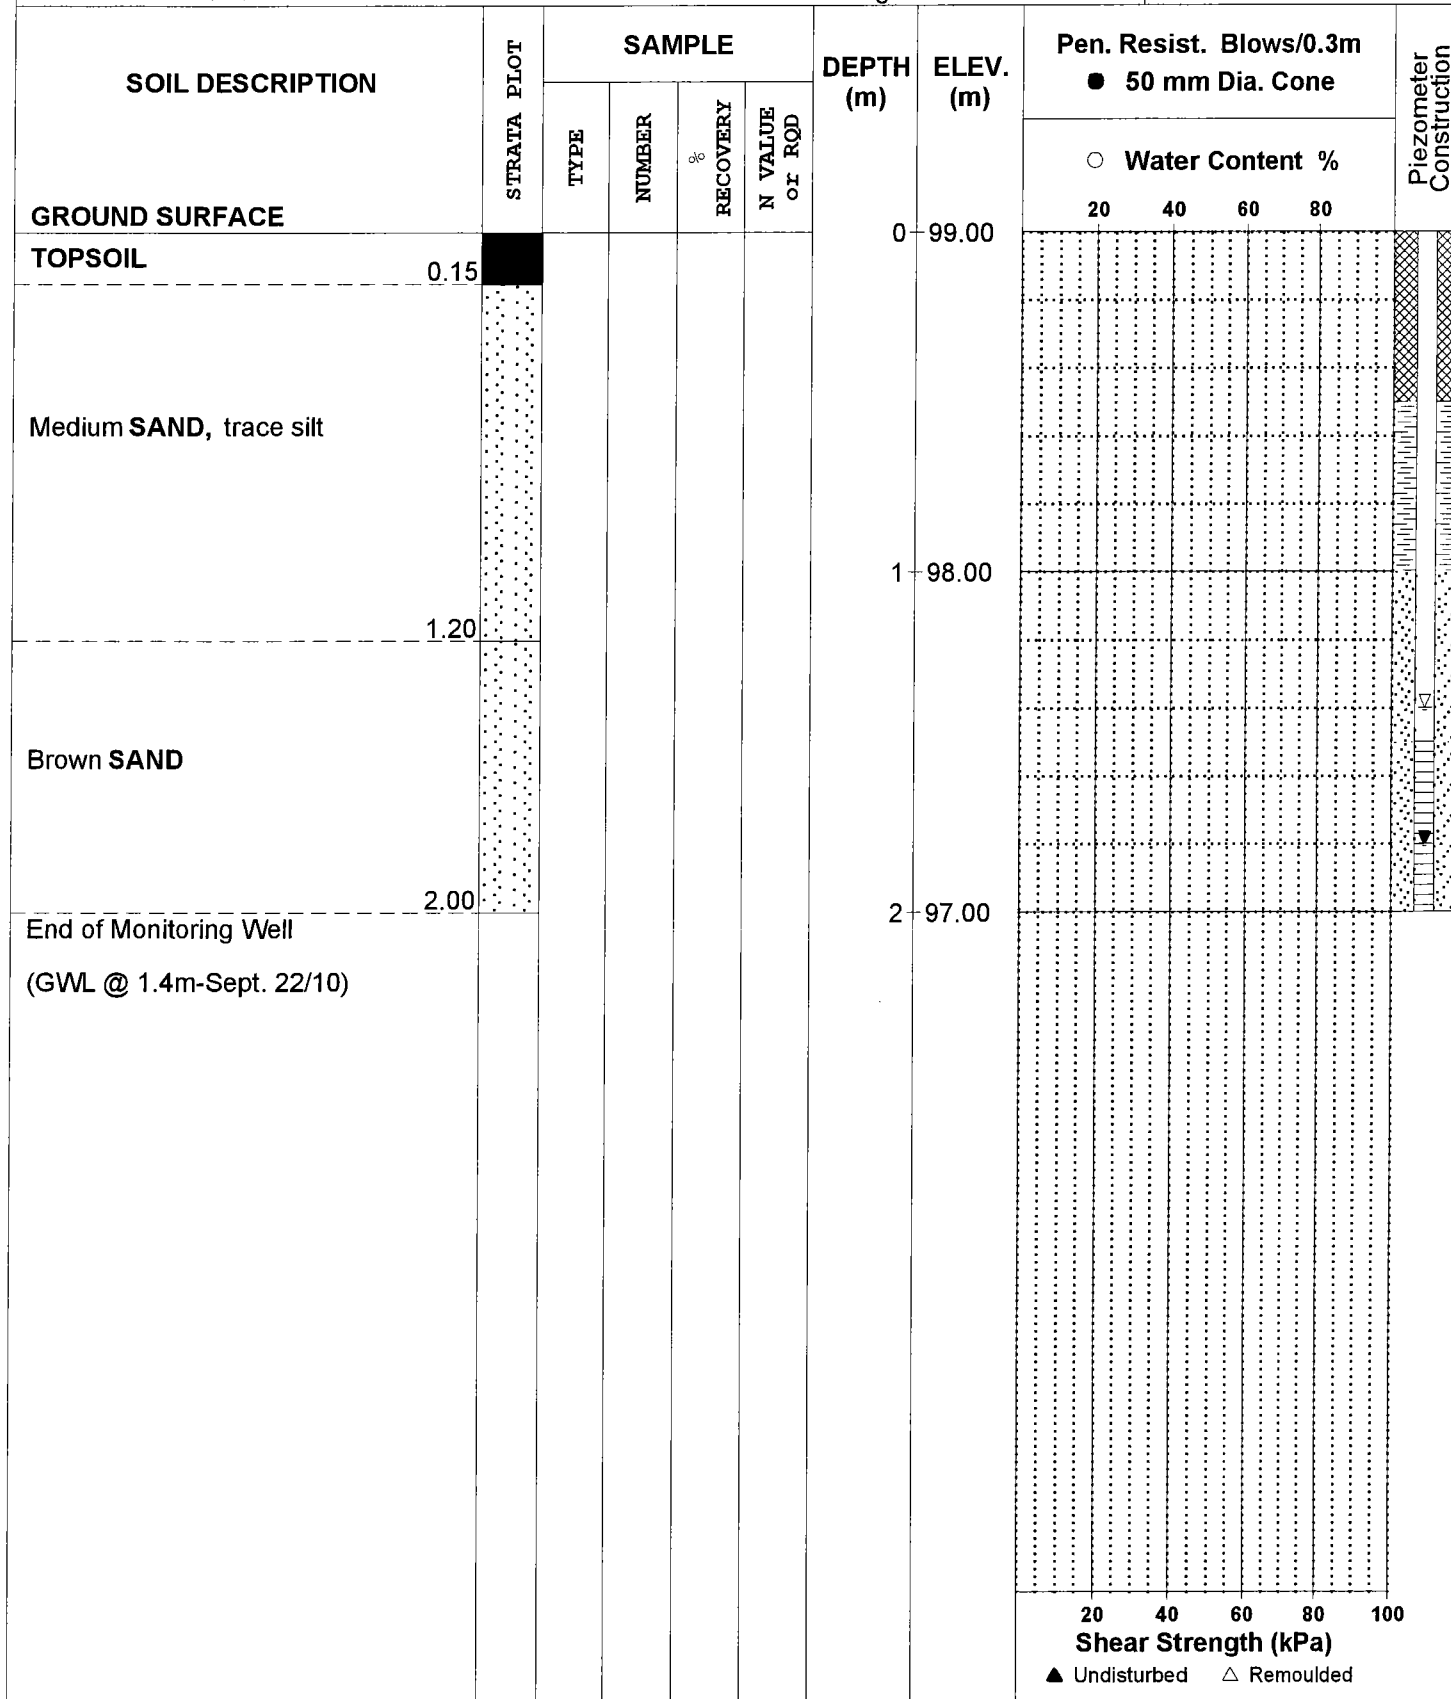 SOIL DESCRIPTION
STRATA PLOT
SAMPLE
TYPE
NUMBER
% RECOVERY
N VALUE
or RQD
DEPTH
(m)
ELEV.
(m)
Pen. Resist. Blows/0.3m
● 50 mm Dia. Cone
○ Water Content %
20 40 60 80
Piezometer
Construction
GROUND SURFACE
0 99.00
TOPSOIL
0.15
Medium SAND, trace silt
1 98.00
1.20
Brown SAND
2.00
2 97.00
End of Monitoring Well
(GWL @ 1.4m-Sept. 22/10)
20 40 60 80 100
Shear Strength (kPa)
▲ Undisturbed △ Remoulded